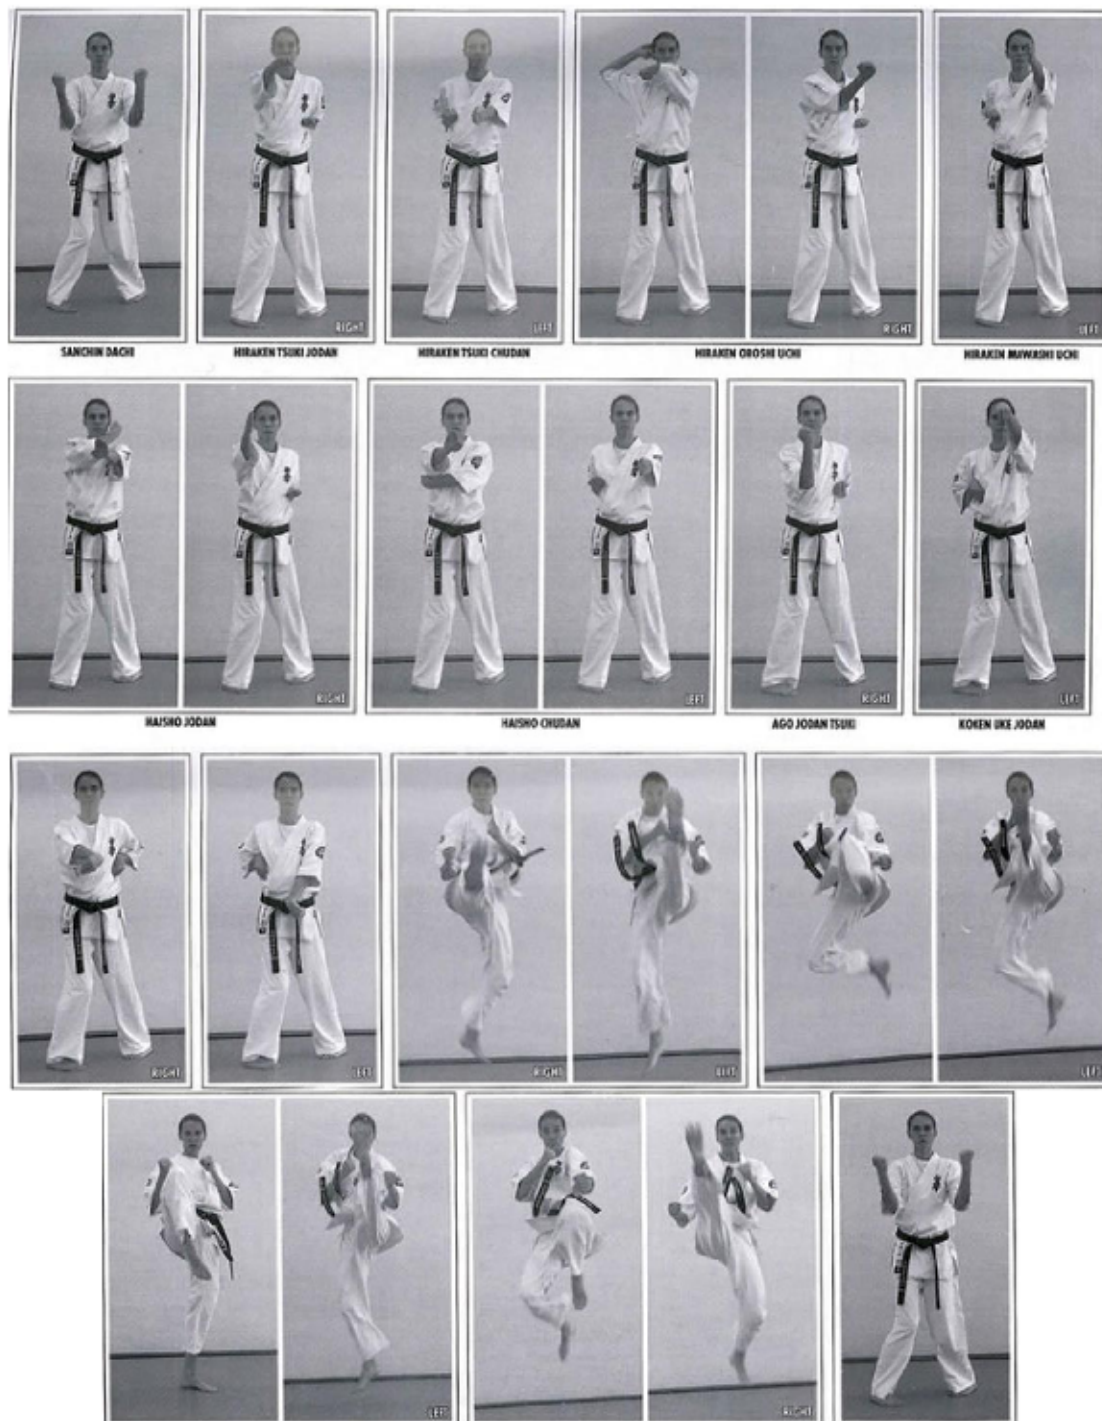 RIGHT
LEFT
RIGHT
LEFT
SANCHIN DACHI
HIRAKEN TSUKI JODAN
HIRAKEN TSUKI CHUDAN
HIRAKEN OROSHI UCHI
HIRAKEN MAWASHI UCHI
RIGHT
LEFT
RIGHT
LEFT
HAISHO JODAN
HAISHO CHUDAN
AGO JODAN TSUKI
KOKEN UKE JODAN
RIGHT
LEFT
RIGHT
LEFT
LEFT
LEFT
RIGHT